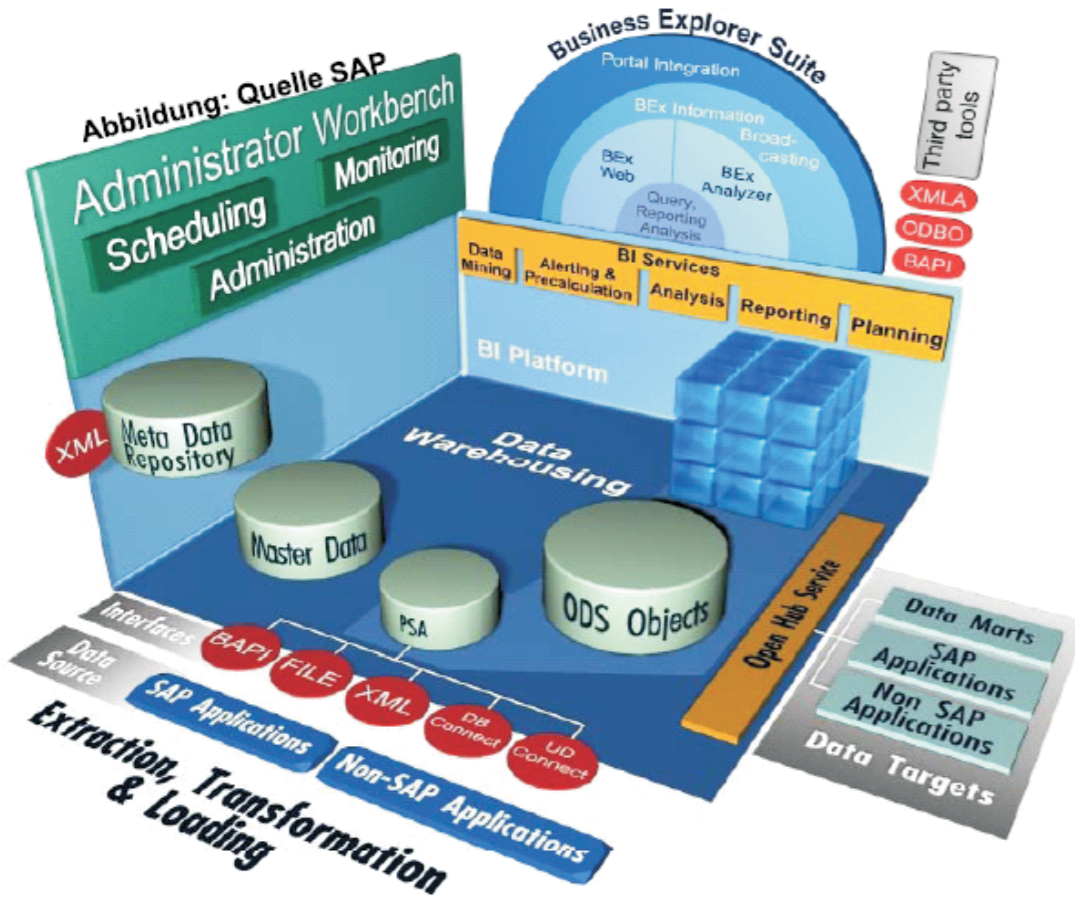 Abbildung: Quelle SAP
Administrator Workbench
Monitoring
Scheduling
Administration
Business Explorer Suite
Portal Integration
BEx Information
Broad-
casting
BEx
Web
BEx
Analyzer
Query,
Reporting
Analysis
Third party
tools
XMLA
ODBO
BAPI
BI Services
Data
Mining
Alerting &
Precalculation
Analysis
Reporting
Planning
BI Platform
Data
Warehousing
XML
Meta Data
Repository
Master Data
PSA
ODS Objects
Open Hub Service
Data Marts
SAP
Applications
Non SAP
Applications
Data Targets
Interfaces
BAPI
FILE
XML
DB
Connect
UD
Connect
Data
Source
SAP Applications
Non-SAP Applications
Extraction, Transformation
& Loading